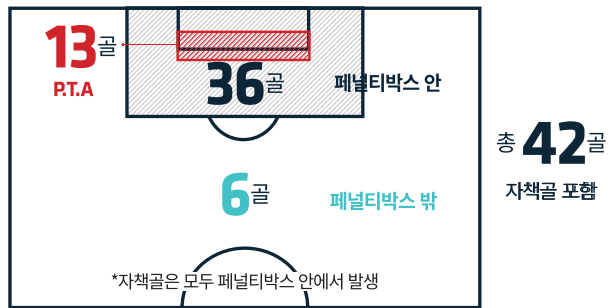 13골
P.T.A
36골
페널티박스 안
총 42골
자책골 포함
6골
페널티박스 밖
*자책골은 모두 페널티박스 안에서 발생